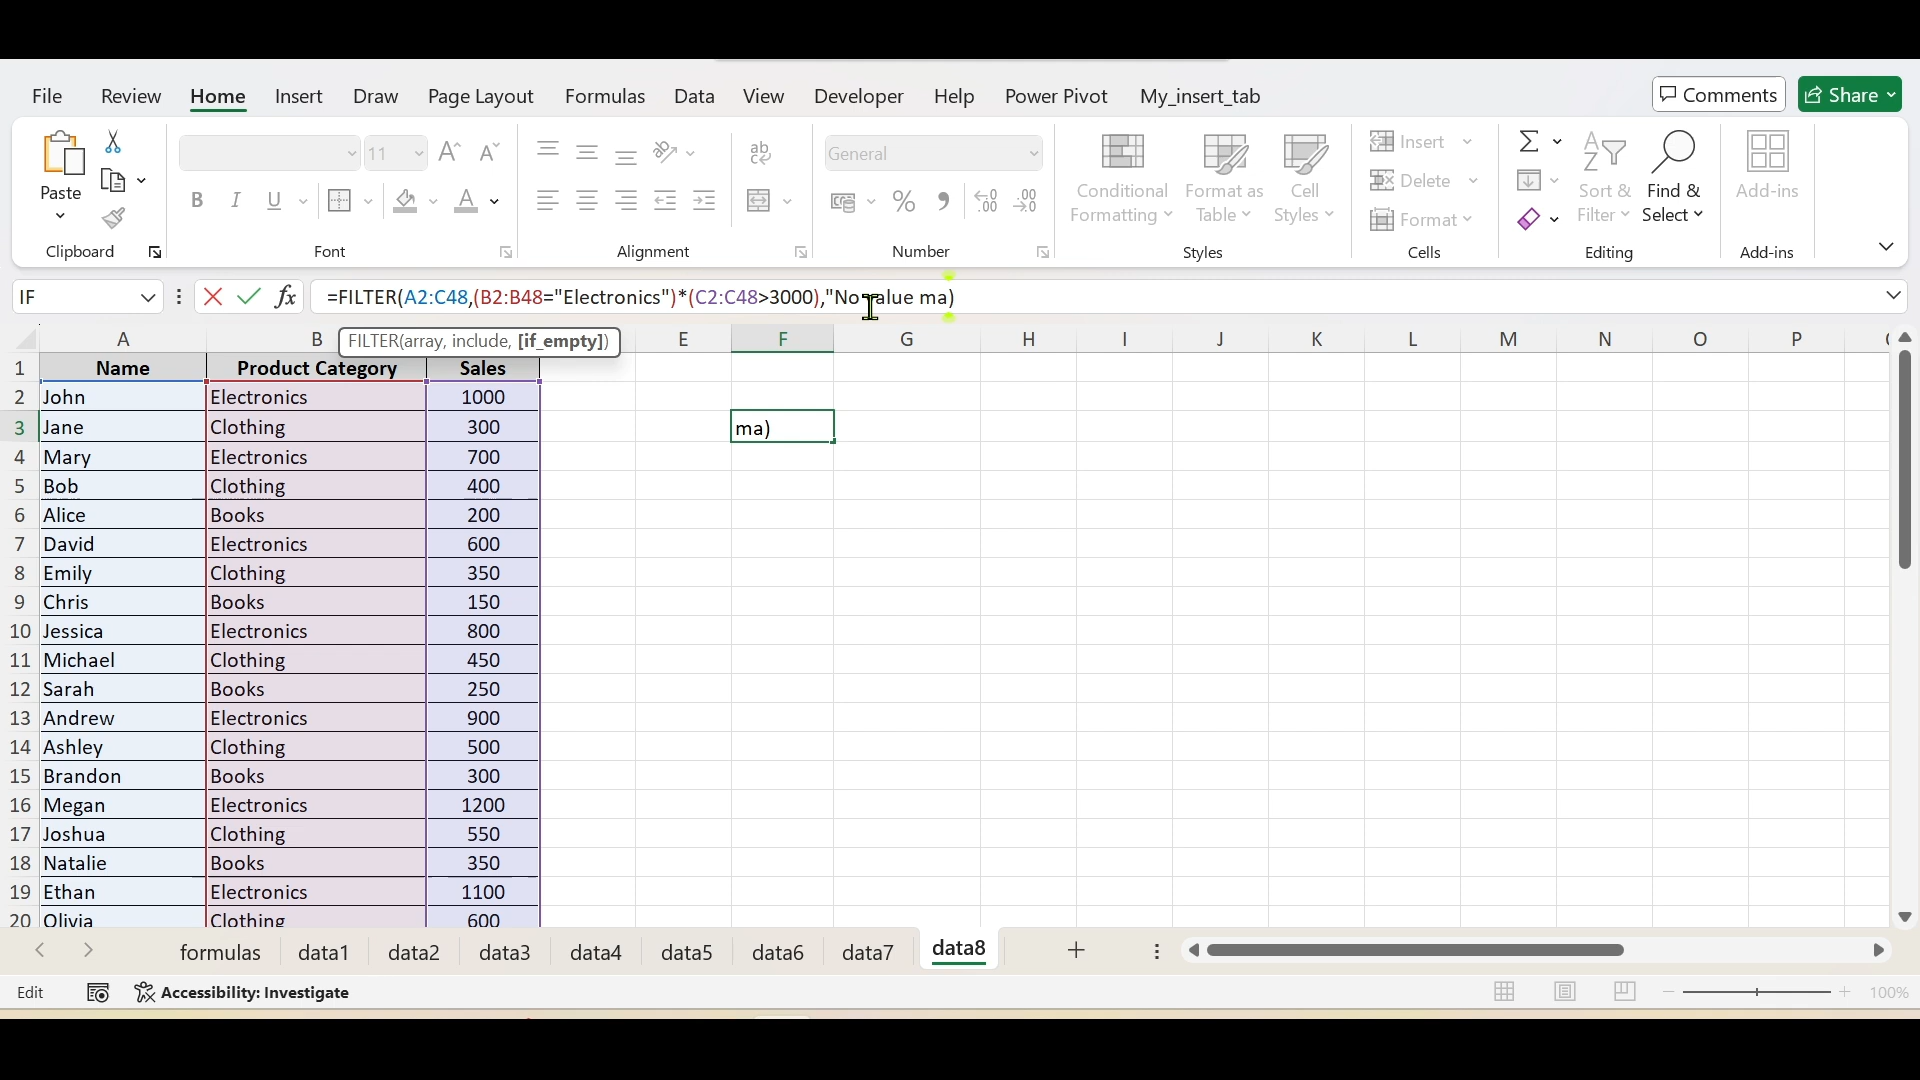 File Review Home Insert Draw Page Layout Formulas Data View Developer Help Power Pivot My_insert_tab Comments Share
Paste
Clipboard
11
B I U A
Font
ab
Alignment
General
% 
Number
Conditional Formatting
Format as Table
Cell Styles
Styles
Insert
Delete
Format
Cells
Sort & Filter
Find & Select
Editing
Add-ins
Add-ins
IF fx =FILTER(A2:C48,(B2:B48="Electronics")*(C2:C48>3000),"No value ma)
FILTER(array, include, [if_empty])
A B E F G H I J K L M N O P
1 Name Product Category Sales
2 John Electronics 1000
3 Jane Clothing 300 ma)
4 Mary Electronics 700
5 Bob Clothing 400
6 Alice Books 200
7 David Electronics 600
8 Emily Clothing 350
9 Chris Books 150
10 Jessica Electronics 800
11 Michael Clothing 450
12 Sarah Books 250
13 Andrew Electronics 900
14 Ashley Clothing 500
15 Brandon Books 300
16 Megan Electronics 1200
17 Joshua Clothing 550
18 Natalie Books 350
19 Ethan Electronics 1100
20 Olivia Clothing 600
formulas data1 data2 data3 data4 data5 data6 data7 data8
Edit Accessibility: Investigate 100%